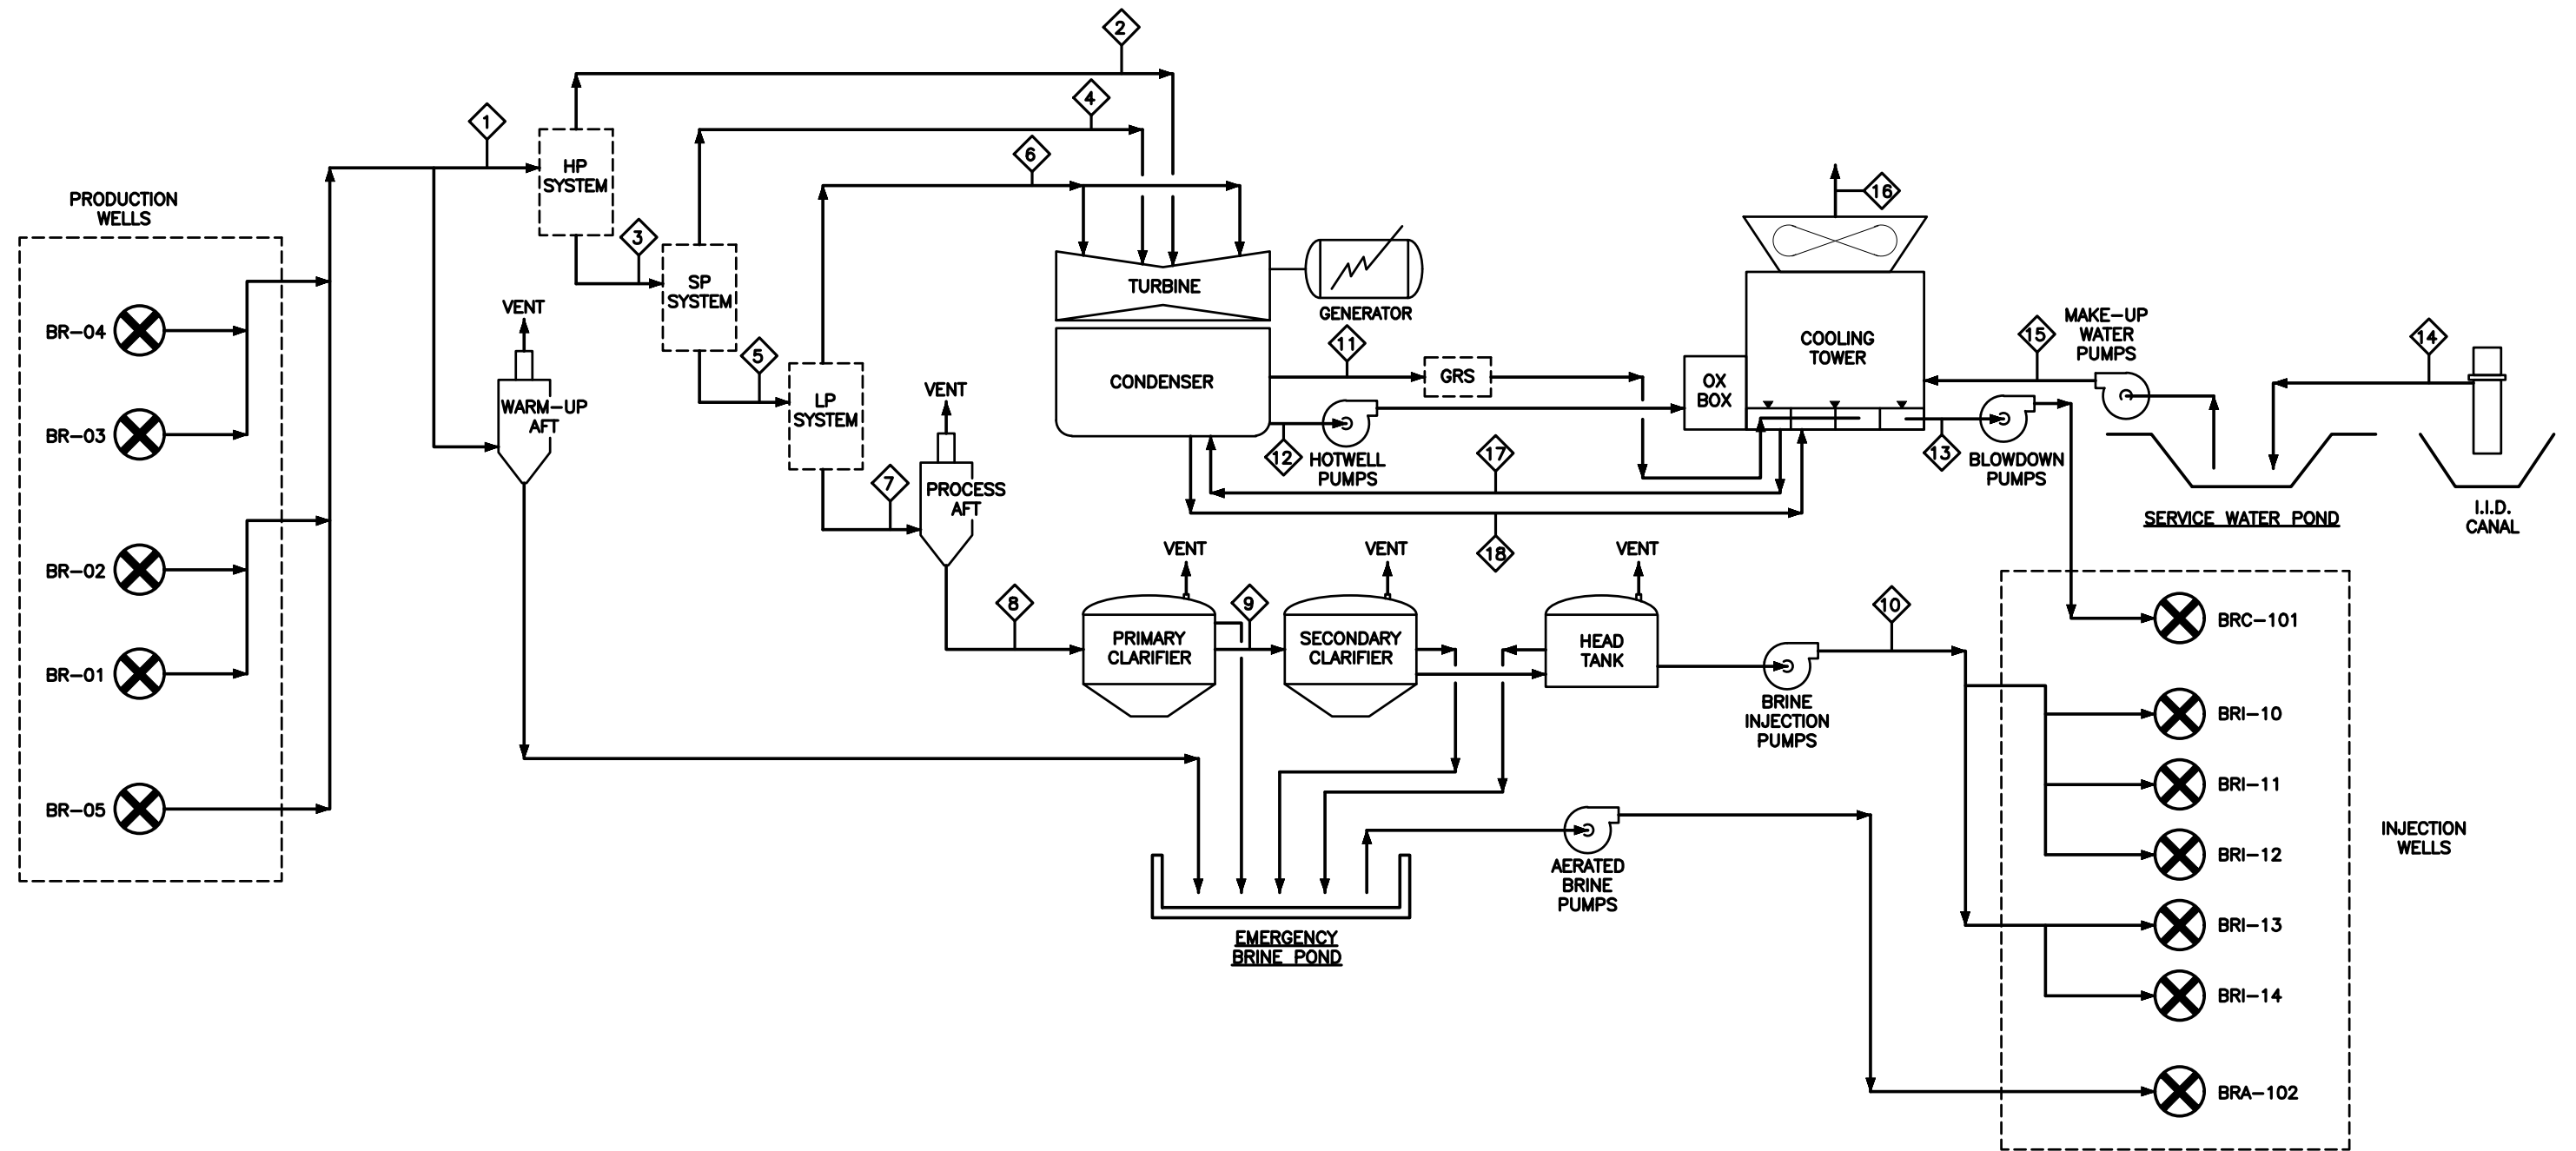 2
4
1
6
HP
SYSTEM
16
PRODUCTION
WELLS
3
SP
SYSTEM
TURBINE
GENERATOR
VENT
BR-04
5
11
COOLING
TOWER
15
MAKE-UP
WATER
PUMPS
14
CONDENSER
GRS
OX
BOX
VENT
WARM-UP
AFT
LP
SYSTEM
BR-03
12
HOTWELL
PUMPS
17
13
BLOWDOWN
PUMPS
7
PROCESS
AFT
SERVICE WATER POND
I.I.D.
CANAL
18
VENT
VENT
VENT
BR-02
8
9
10
BRC-101
PRIMARY
CLARIFIER
SECONDARY
CLARIFIER
HEAD
TANK
BR-01
BRINE
INJECTION
PUMPS
BRI-10
BRI-11
BR-05
INJECTION
WELLS
BRI-12
AERATED
BRINE
PUMPS
BRI-13
EMERGENCY
BRINE POND
BRI-14
BRA-102